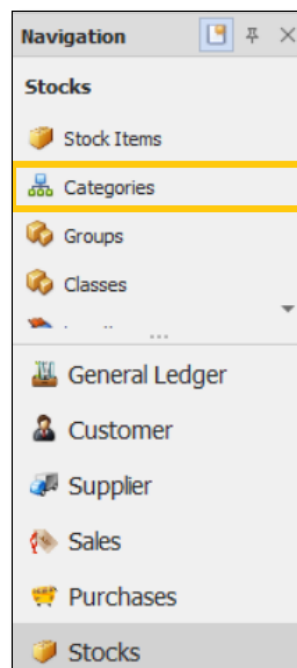 Navigation
Stocks
Stock Items
Categories
Groups
Classes
General Ledger
Customer
Supplier
Sales
Purchases
Stocks